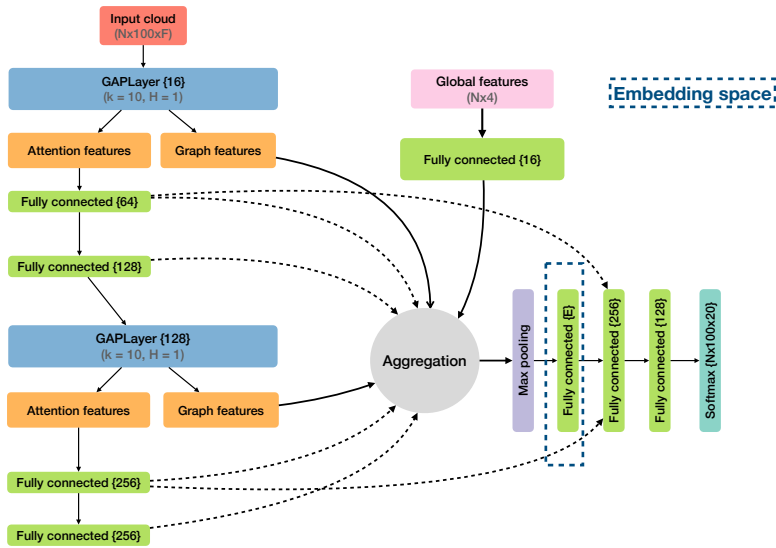 Input cloud
(Nx100xF)
GAPLayer {16}
(k = 10, H = 1)
Attention features
Graph features
Fully connected {64}
Fully connected {128}
GAPLayer {128}
(k = 10, H = 1)
Attention features
Graph features
Fully connected {256}
Fully connected {256}
Global features
(Nx4)
Fully connected {16}
Embedding space
Aggregation
Max pooling
Fully connected {E}
Fully connected {256}
Fully connected {128}
Softmax {Nx100x20}